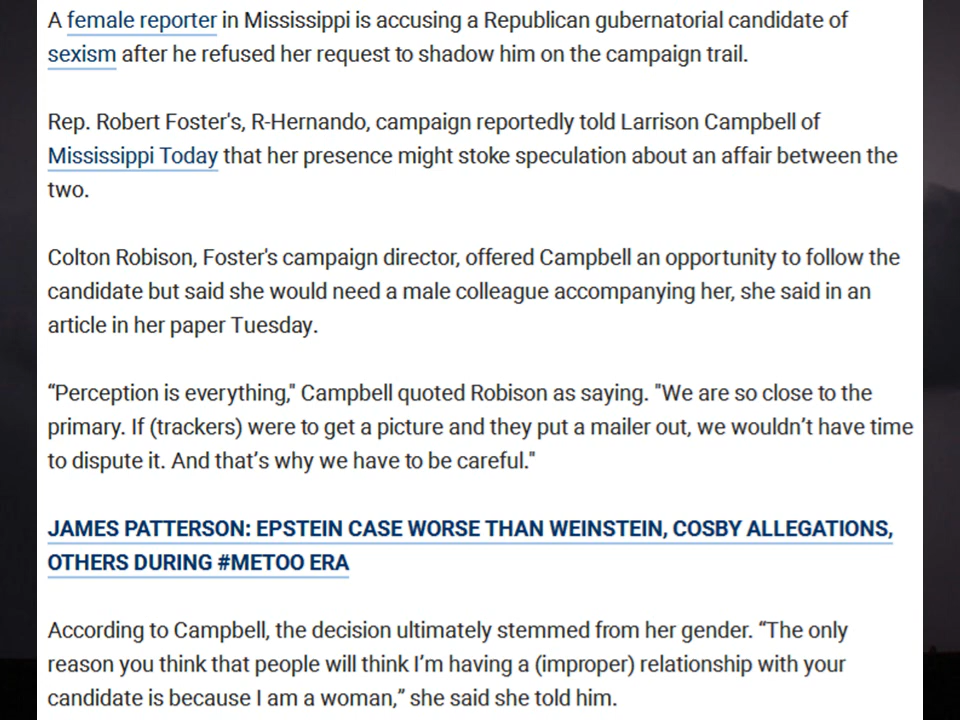 A female reporter in Mississippi is accusing a Republican gubernatorial candidate of
sexism after he refused her request to shadow him on the campaign trail.
Rep. Robert Foster's, R-Hernando, campaign reportedly told Larrison Campbell of
Mississippi Today that her presence might stoke speculation about an affair between the
two.
Colton Robison, Foster's campaign director, offered Campbell an opportunity to follow the
candidate but said she would need a male colleague accompanying her, she said in an
article in her paper Tuesday.
“Perception is everything," Campbell quoted Robison as saying. "We are so close to the
primary. If (trackers) were to get a picture and they put a mailer out, we wouldn’t have time
to dispute it. And that’s why we have to be careful."
JAMES PATTERSON: EPSTEIN CASE WORSE THAN WEINSTEIN, COSBY ALLEGATIONS,
OTHERS DURING #METOO ERA
According to Campbell, the decision ultimately stemmed from her gender. “The only
reason you think that people will think I’m having a (improper) relationship with your
candidate is because I am a woman,” she said she told him.